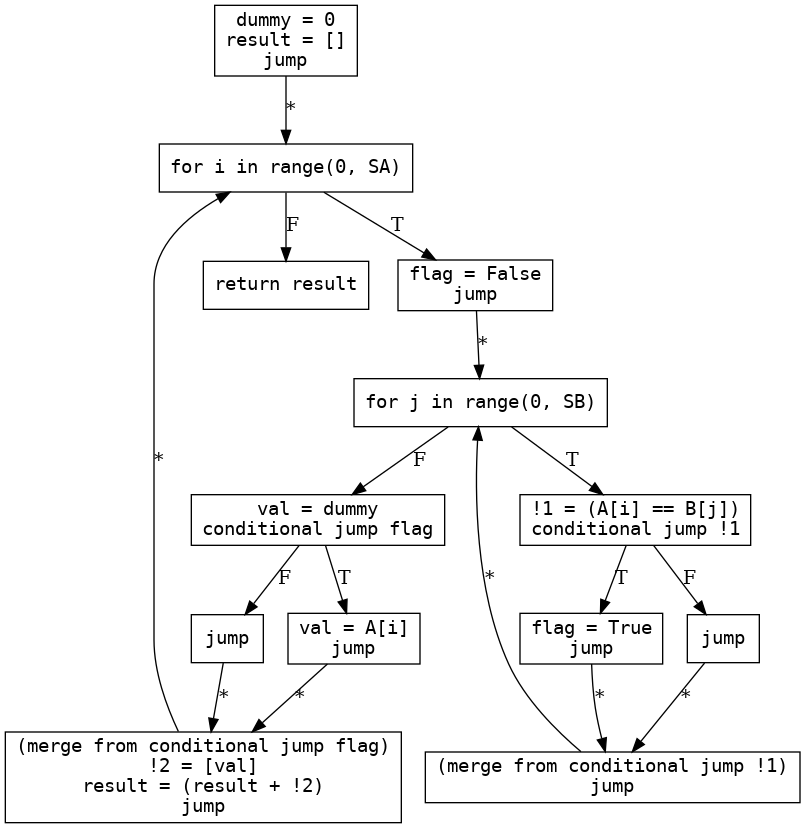 dummy = 0
result = []
jump
*
for i in range(0, SA)
F
T
return result
flag = False
jump
*
for j in range(0, SB)
*
F
T
val = dummy
conditional jump flag
!1 = (A[i] == B[j])
conditional jump !1
F
T
*
T
F
jump
val = A[i]
jump
flag = True
jump
jump
*
*
*
*
(merge from conditional jump flag)
!2 = [val]
result = (result + !2)
jump
(merge from conditional jump !1)
jump